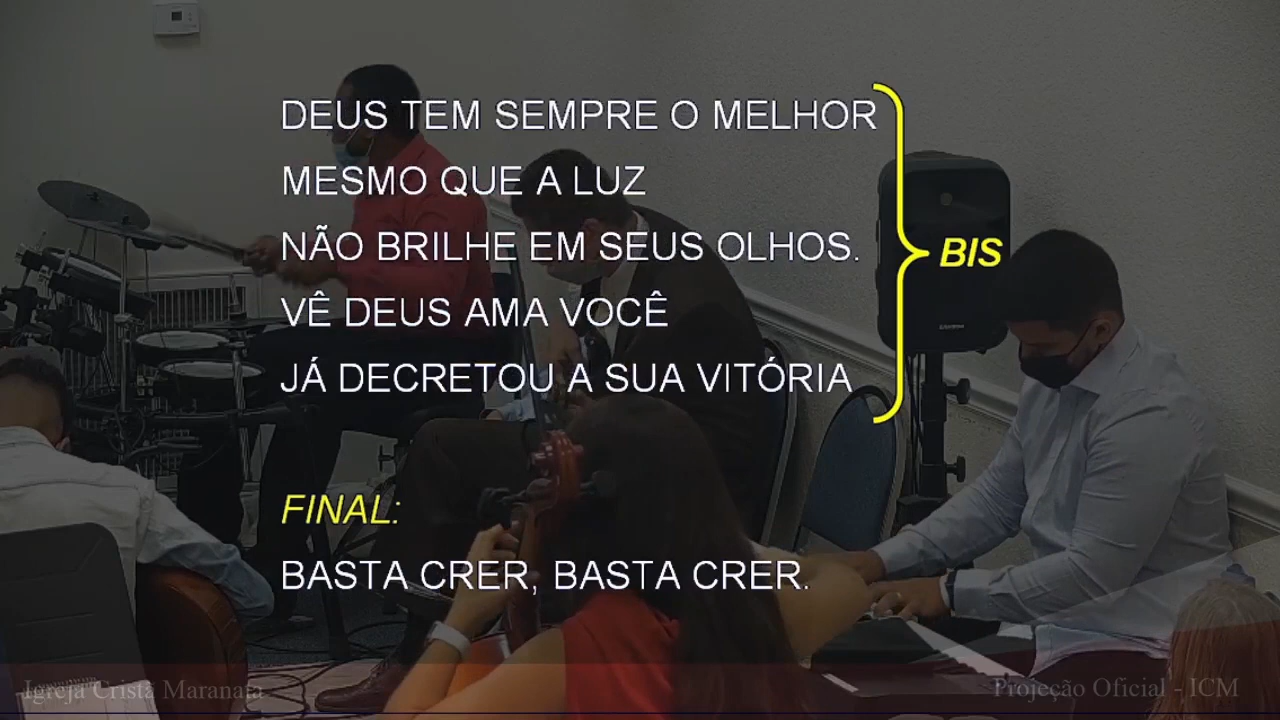 DEUS TEM SEMPRE O MELHOR
MESMO QUE A LUZ
NÃO BRILHE EM SEUS OLHOS.
VÊ DEUS AMA VOCÊ
JÁ DECRETOU A SUA VITÓRIA
BIS
FINAL:
BASTA CRER, BASTA CRER.
Igreja Cristã Maranata
Projeção Oficial - ICM